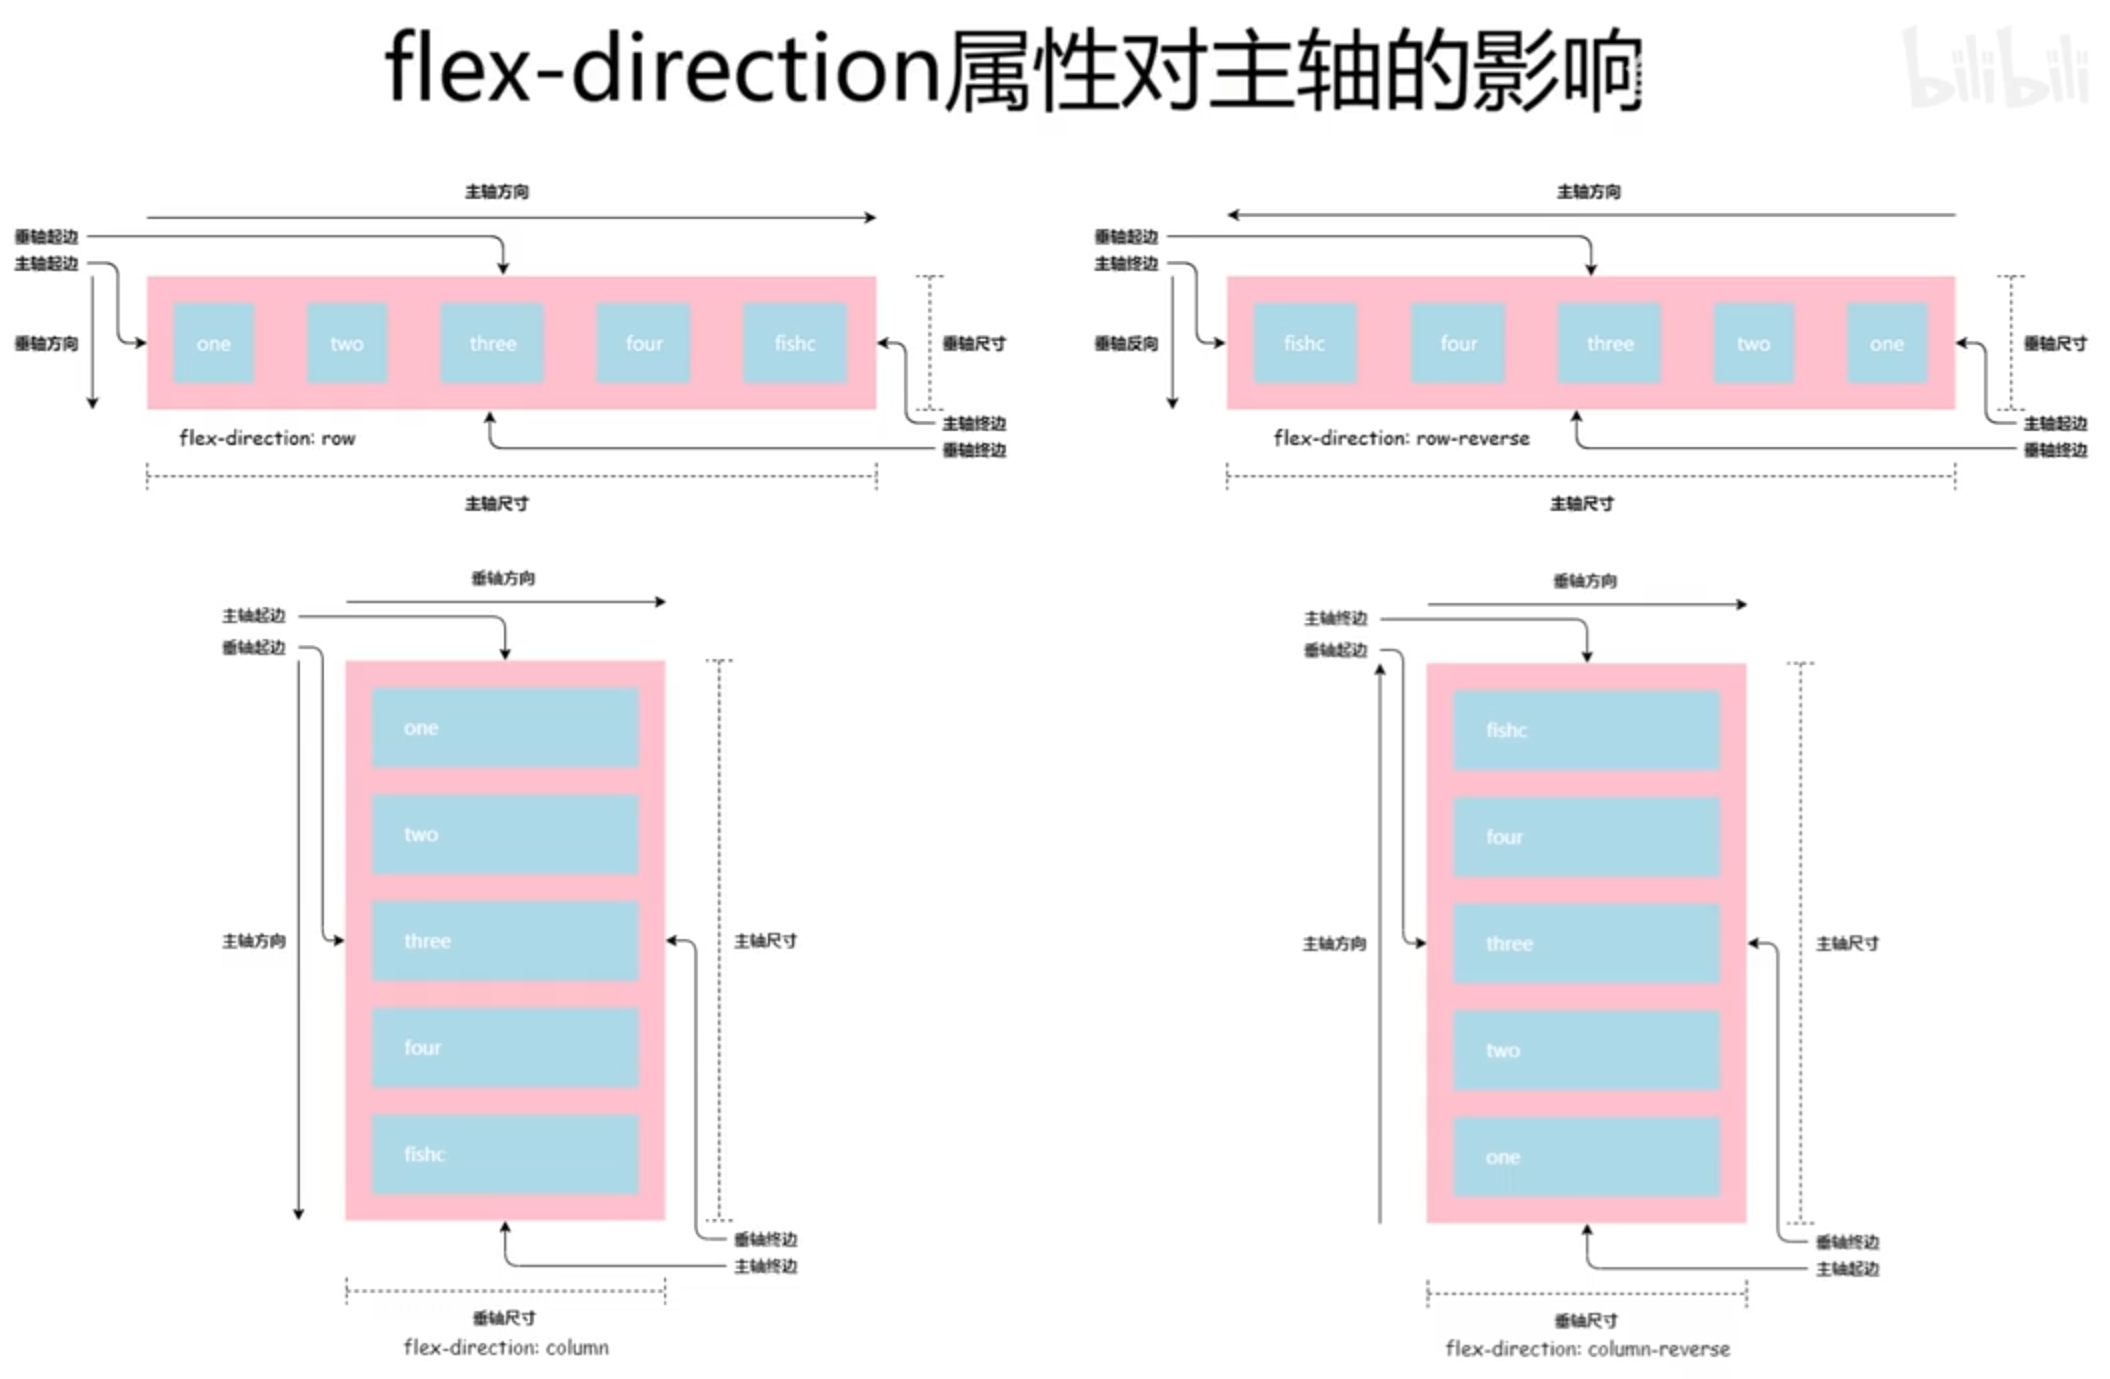 flex-direction属性对主轴的影响
bilibili
主轴方向
垂轴起边
主轴起边
垂轴方向
one two three four fishc
垂轴尺寸
主轴终边
垂轴终边
flex-direction: row
主轴尺寸
主轴方向
垂轴起边
主轴终边
垂轴反向
fishc four three two one
垂轴尺寸
主轴起边
垂轴终边
flex-direction: row-reverse
主轴尺寸
垂轴方向
主轴起边
垂轴起边
one
two
主轴方向
three
主轴尺寸
four
fishc
垂轴终边
主轴终边
垂轴尺寸
flex-direction: column
垂轴方向
主轴终边
垂轴起边
fishc
four
主轴方向
three
主轴尺寸
two
one
垂轴终边
主轴起边
垂轴尺寸
flex-direction: column-reverse